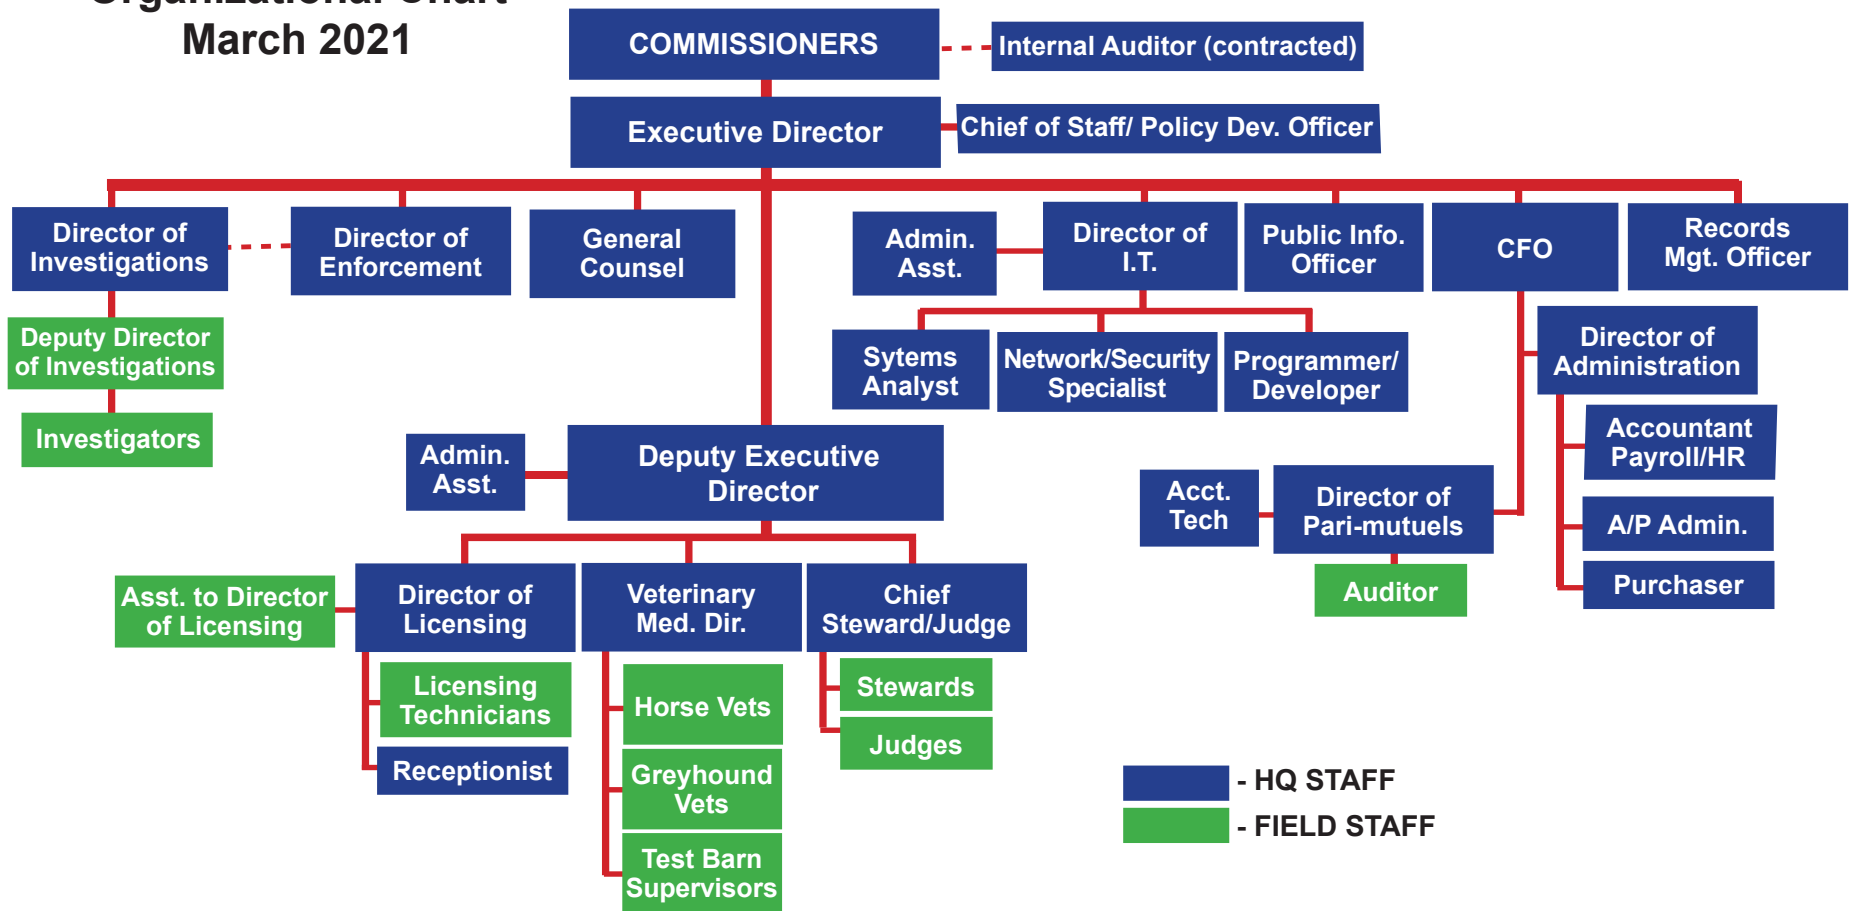 Organizational Chart
March 2021
COMMISSIONERS
Internal Auditor (contracted)
Executive Director
Chief of Staff/ Policy Dev. Officer
Director of
Investigations
Director of
Enforcement
General
Counsel
Admin.
Asst.
Director of
I.T.
Public Info.
Officer
CFO
Records
Mgt. Officer
Deputy Director
of Investigations
Investigators
Sytems
Analyst
Network/Security
Specialist
Programmer/
Developer
Director of
Administration
Accountant
Payroll/HR
A/P Admin.
Purchaser
Admin.
Asst.
Deputy Executive
Director
Acct.
Tech
Director of
Pari-mutuels
Auditor
Asst. to Director
of Licensing
Director of
Licensing
Veterinary
Med. Dir.
Chief
Steward/Judge
Licensing
Technicians
Receptionist
Horse Vets
Greyhound
Vets
Test Barn
Supervisors
Stewards
Judges
- HQ STAFF
- FIELD STAFF